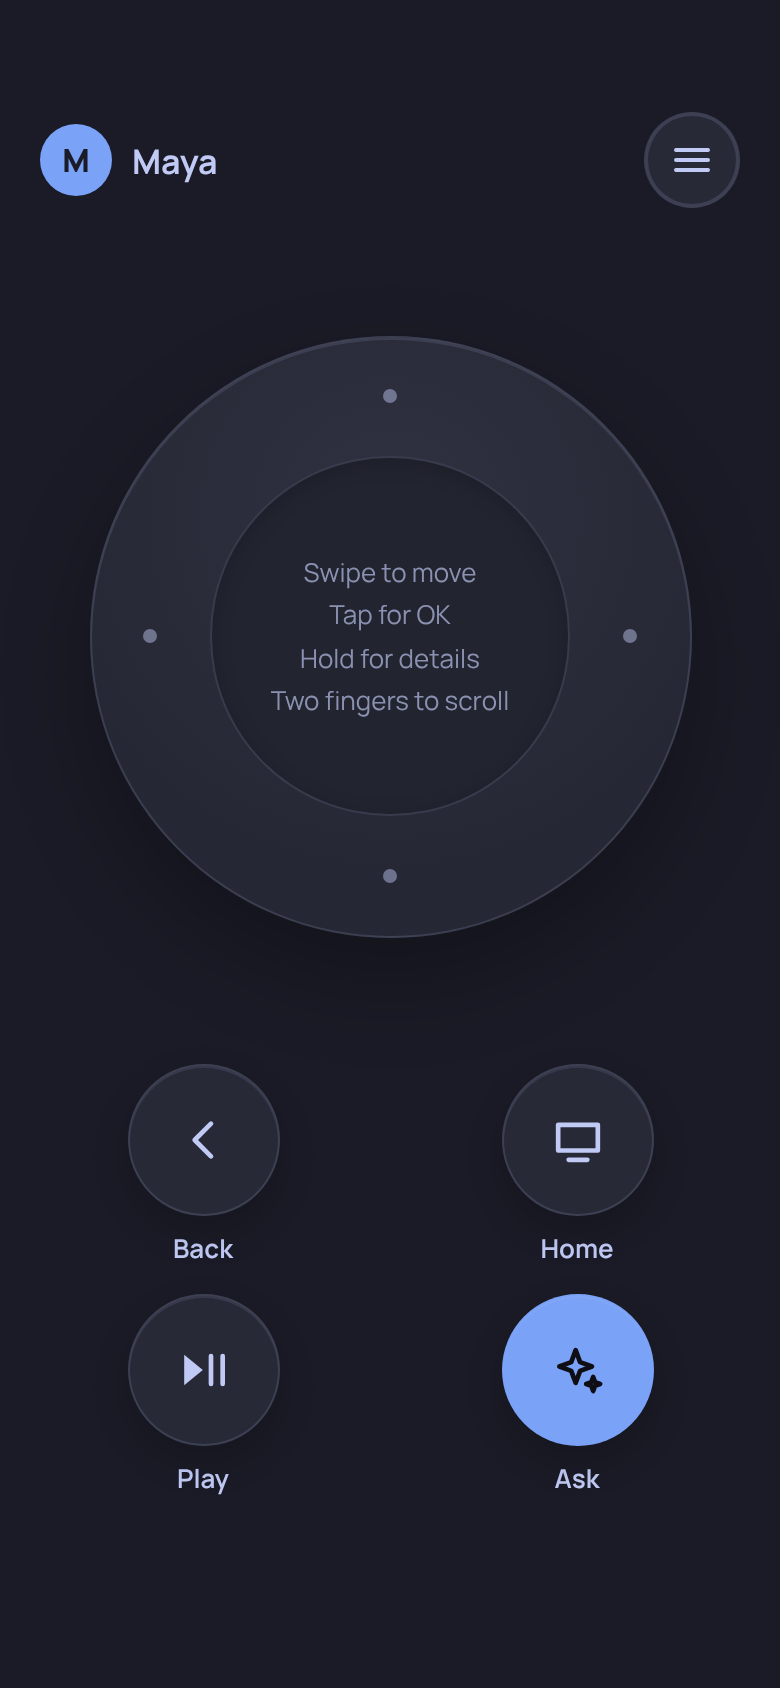 M
Maya
Swipe to move
Tap for OK
Hold for details
Two fingers to scroll
Back
Home
Play
Ask